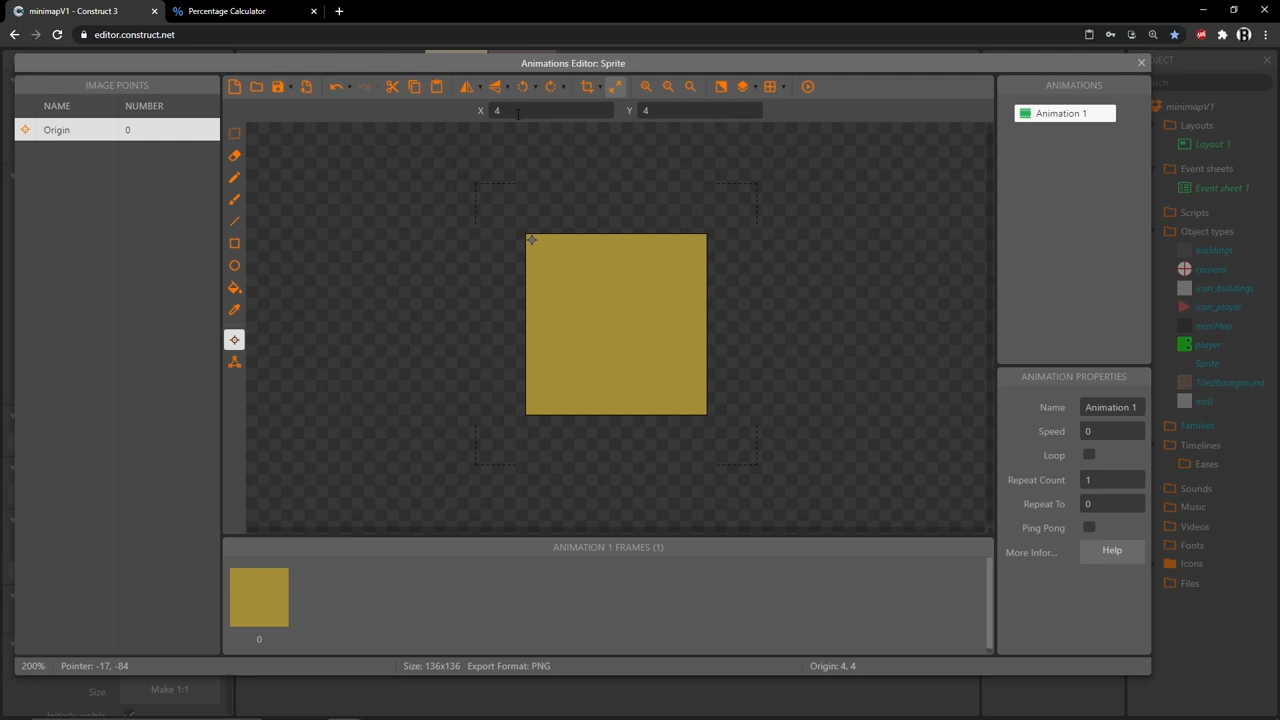 minimapV1 - Construct 3
Percentage Calculator
editor.construct.net
Animations Editor: Sprite
IMAGE POINTS
NAME NUMBER
Origin 0
X 4 Y 4
ANIMATIONS
Animation 1
ANIMATION PROPERTIES
Name Animation 1
Speed 0
Loop
Repeat Count 1
Repeat To 0
Ping Pong
More Infor... Help
ANIMATION 1 FRAMES (1)
0
200% Pointer: -17, -84 Size: 136x136 Export Format: PNG Origin: 4, 4
Size Make 1:1
minimapV1
Layouts
Layout 1
Event sheets
Event sheet 1
Scripts
Object types
buildings
camera
icon_buildings
icon_player
miniMap
player
Sprite
TiledBackground
wall
Families
Timelines
Eases
Sounds
Music
Videos
Fonts
Icons
Files